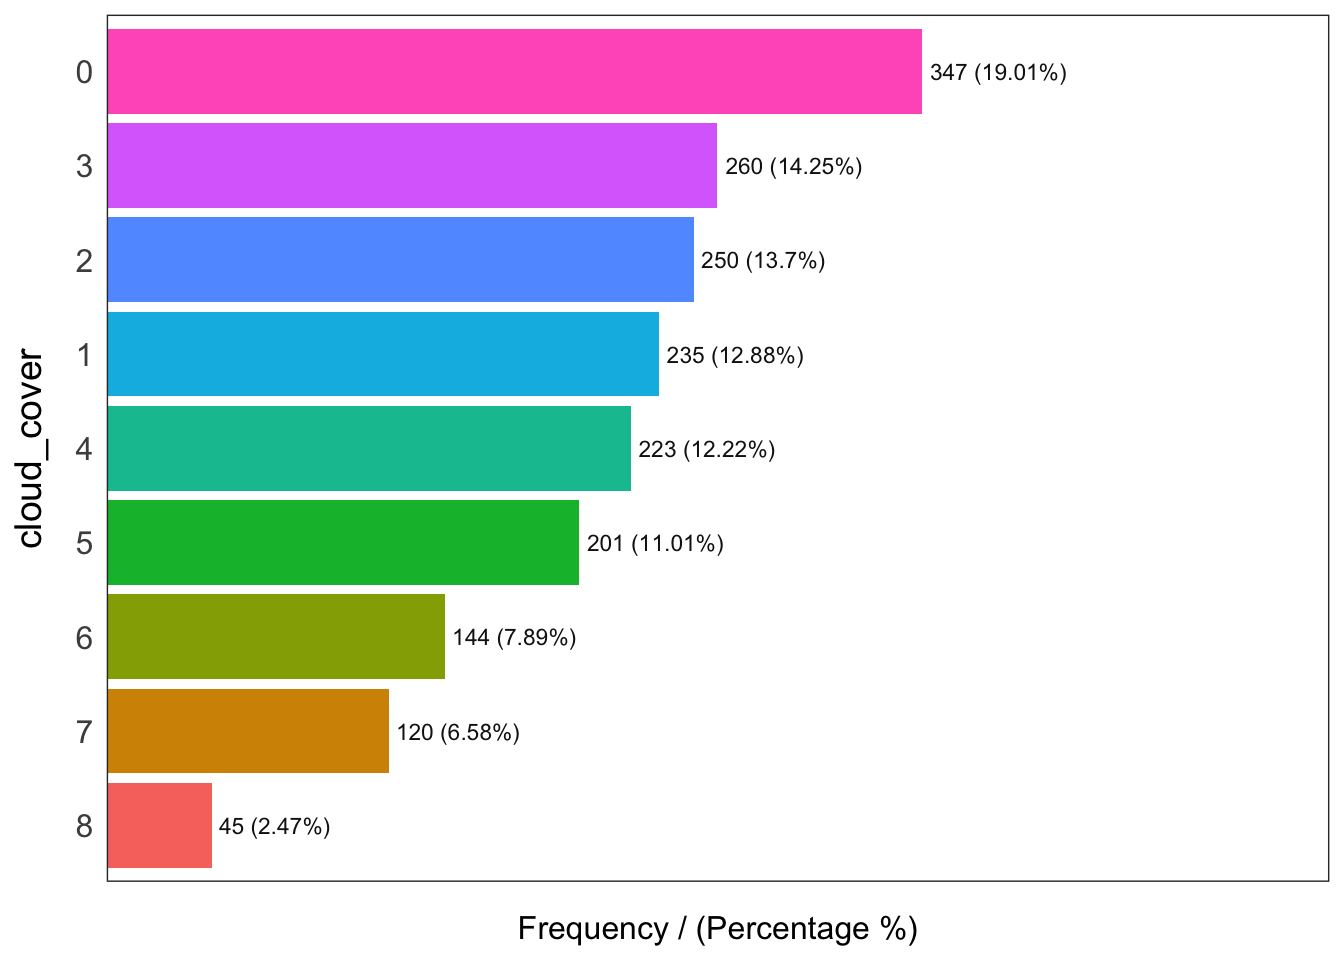 0 347 (19.01%)
3 260 (14.25%)
2 250 (13.7%)
1 235 (12.88%)
4 223 (12.22%)
5 201 (11.01%)
6 144 (7.89%)
7 120 (6.58%)
8 45 (2.47%)
cloud_cover
Frequency / (Percentage %)